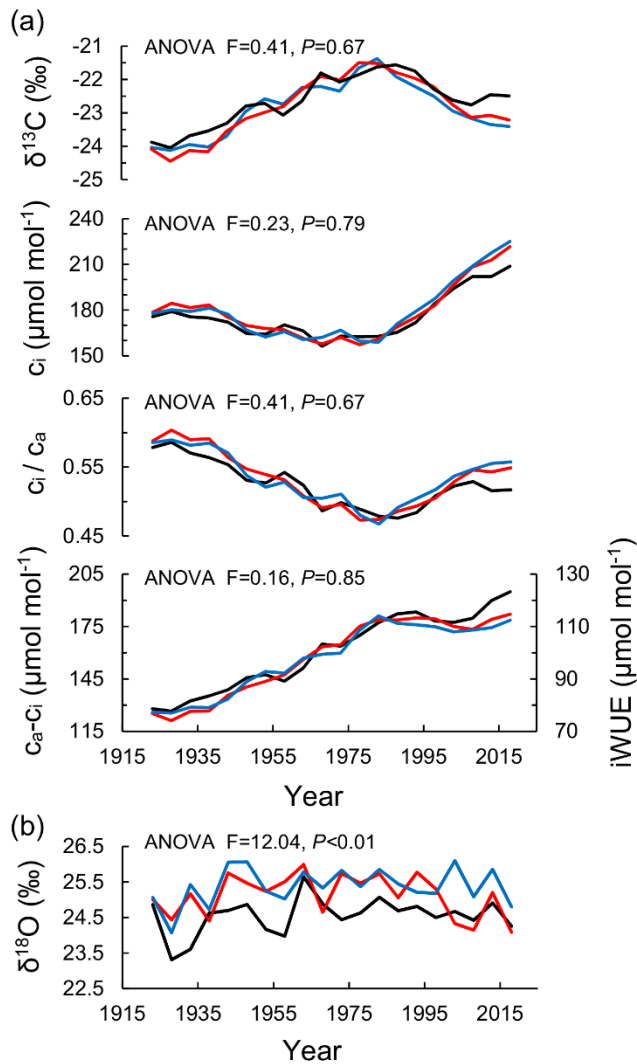 (a)
ANOVA F=0.41, P=0.67
δ¹³C (‰)
-21
-22
-23
-24
-25
ANOVA F=0.23, P=0.79
cᵢ (µmol mol⁻¹)
240
210
180
150
ANOVA F=0.41, P=0.67
cᵢ / cₐ
0.65
0.55
0.45
ANOVA F=0.16, P=0.85
cₐ-cᵢ (µmol mol⁻¹)
205
175
145
115
130
110
90
70
iWUE (µmol mol⁻¹)
1915 1935 1955 1975 1995 2015
Year
(b)
ANOVA F=12.04, P<0.01
δ¹⁸O (‰)
26.5
25.5
24.5
23.5
22.5
1915 1935 1955 1975 1995 2015
Year